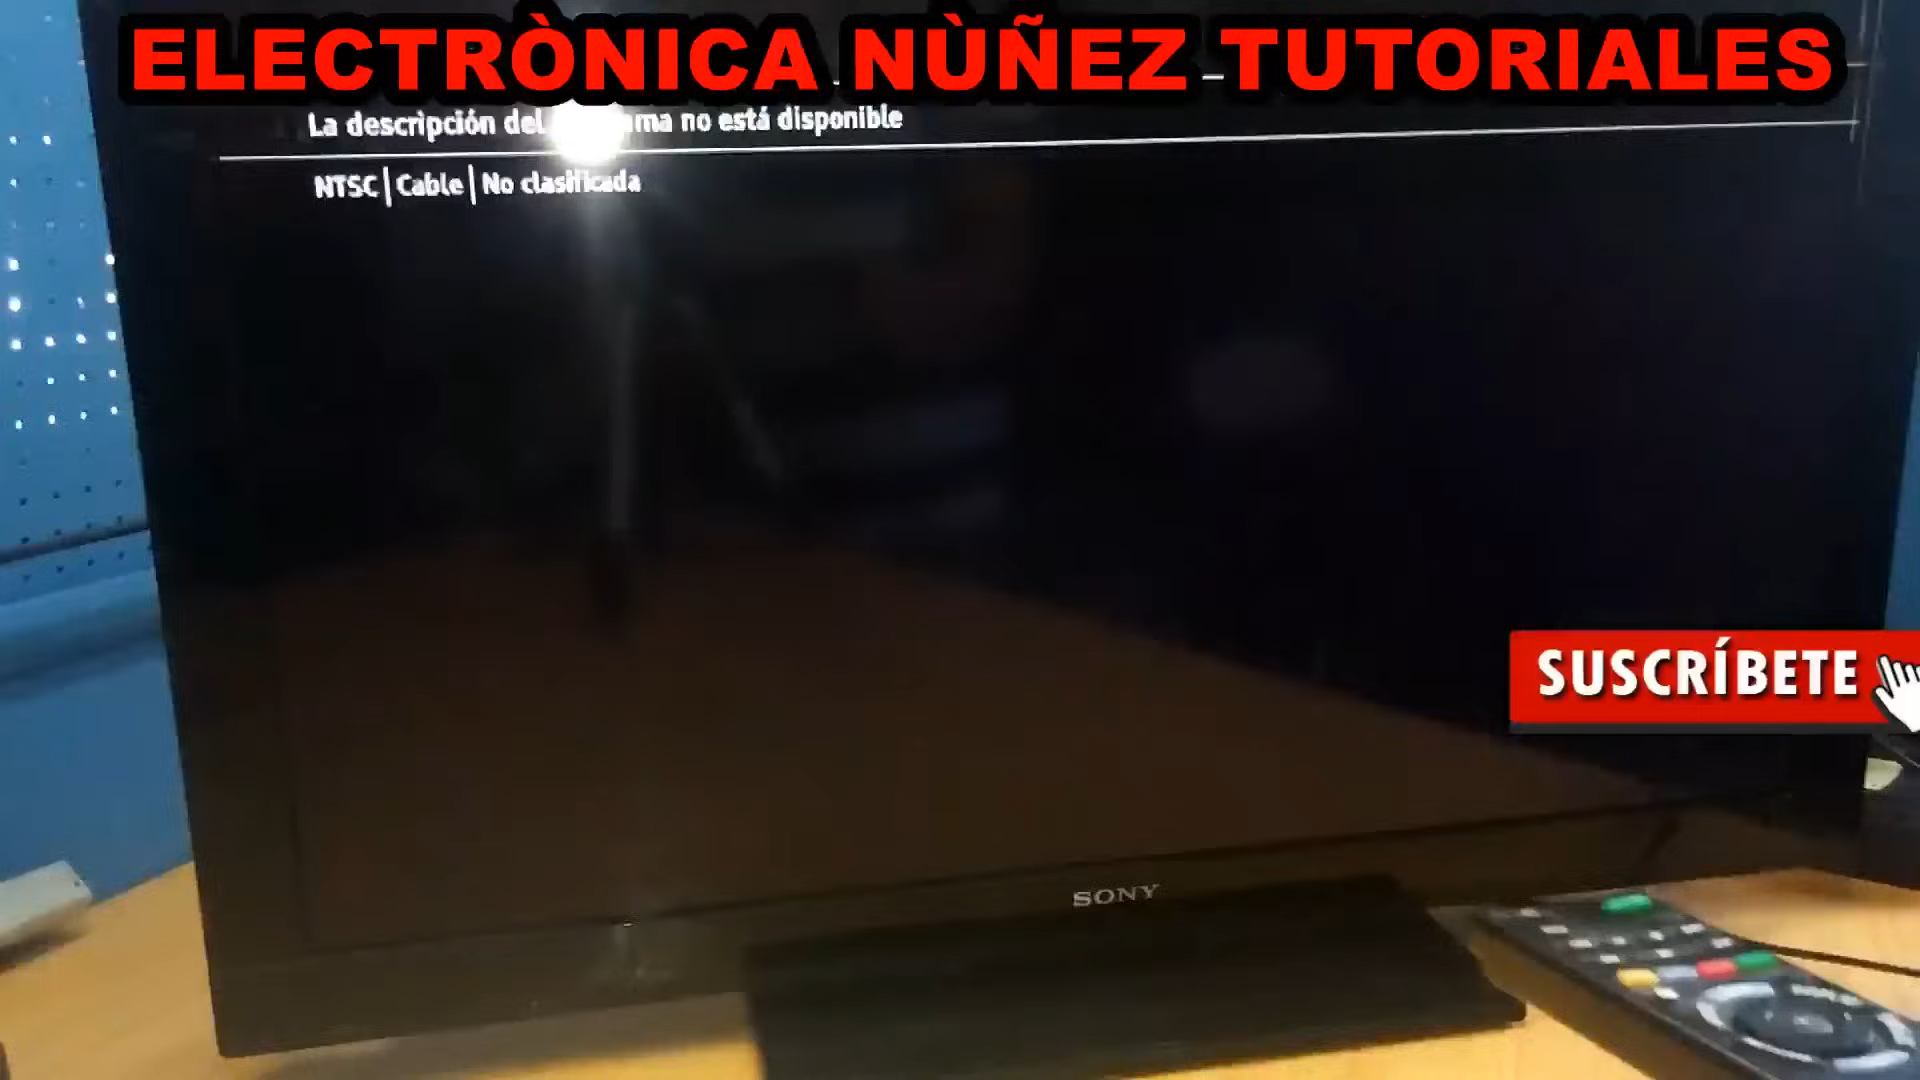 ELECTRÒNICA NÙÑEZ TUTORIALES
La descripción del ma no está disponible
NTSC | Cable | No clasificada
SUSCRÍBETE
SONY